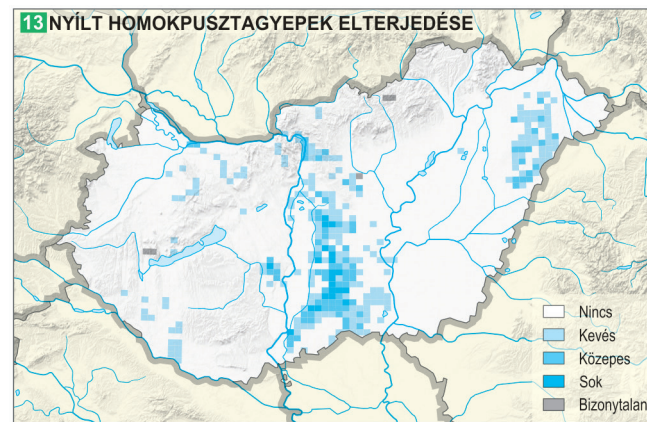 13 NYÍLT HOMOKPUSZTAGYEPEK ELTERJEDÉSE
Nincs
Kevés
Közepes
Sok
Bizonytalan